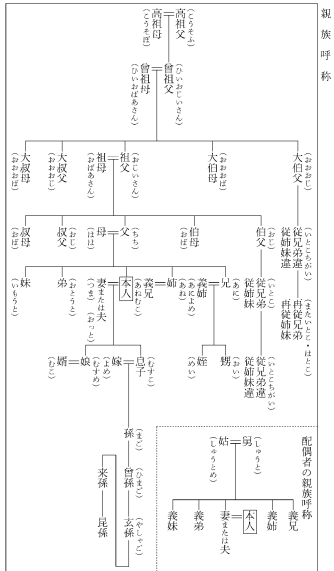 親族呼称
高祖父
(こうそふ)
高祖母
(こうそぼ)
曾祖父
(ひいおじいさん)
曾祖母
(ひいおばあさん)
大伯父
(おおおじ)
大伯母
(おおおば)
祖父
(おじいさん)
祖母
(おばあさん)
大叔父
(おおおじ)
大叔母
(おおおば)
従兄弟違
(いとこちがい)
従姉妹違
伯父
(おじ)
伯母
(おば)
父
(ちち)
母
(はは)
叔父
(おじ)
叔母
(おば)
再従兄弟
(またいとこ・はとこ)
再従姉妹
従兄弟
(いとこ)
従姉妹
兄
(あに)
義姉
(あによめ)
姉
(あね)
義兄
(あねむこ)
本人
妻または夫
(つま)
(おっと)
弟
(おとうと)
妹
(いもうと)
従兄弟違
(いとこちがい)
従姉妹違
甥
(おい)
姪
(めい)
息子
(むすこ)
嫁
(よめ)
娘
(むすめ)
婿
(むこ)
孫
(まご)
曾孫
(ひまご)
玄孫
(やしゃご)
来孫
昆孫
配偶者の親族呼称
舅
(しゅうと)
姑
(しゅうとめ)
義兄
義姉
本人
妻または夫
義弟
義妹